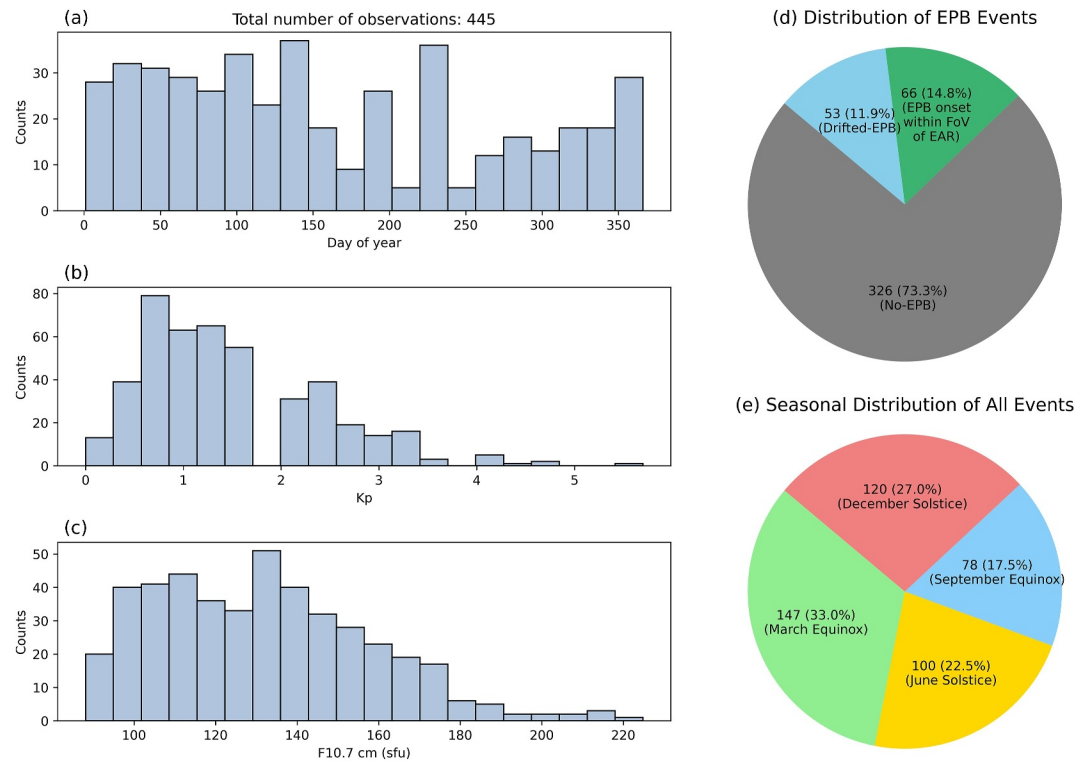 (a)
Total number of observations: 445
30
20
10
0
Counts
0 50 100 150 200 250 300 350
Day of year
(b)
80
60
40
20
0
Counts
0 1 2 3 4 5
Kp
(c)
50
40
30
20
10
0
Counts
100 120 140 160 180 200 220
F10.7 cm (sfu)
(d) Distribution of EPB Events
53 (11.9%)
(Drifted-EPB)
66 (14.8%)
(EPB onset
within FoV
of EAR)
326 (73.3%)
(No-EPB)
(e) Seasonal Distribution of All Events
120 (27.0%)
(December Solstice)
78 (17.5%)
(September Equinox)
147 (33.0%)
(March Equinox)
100 (22.5%)
(June Solstice)